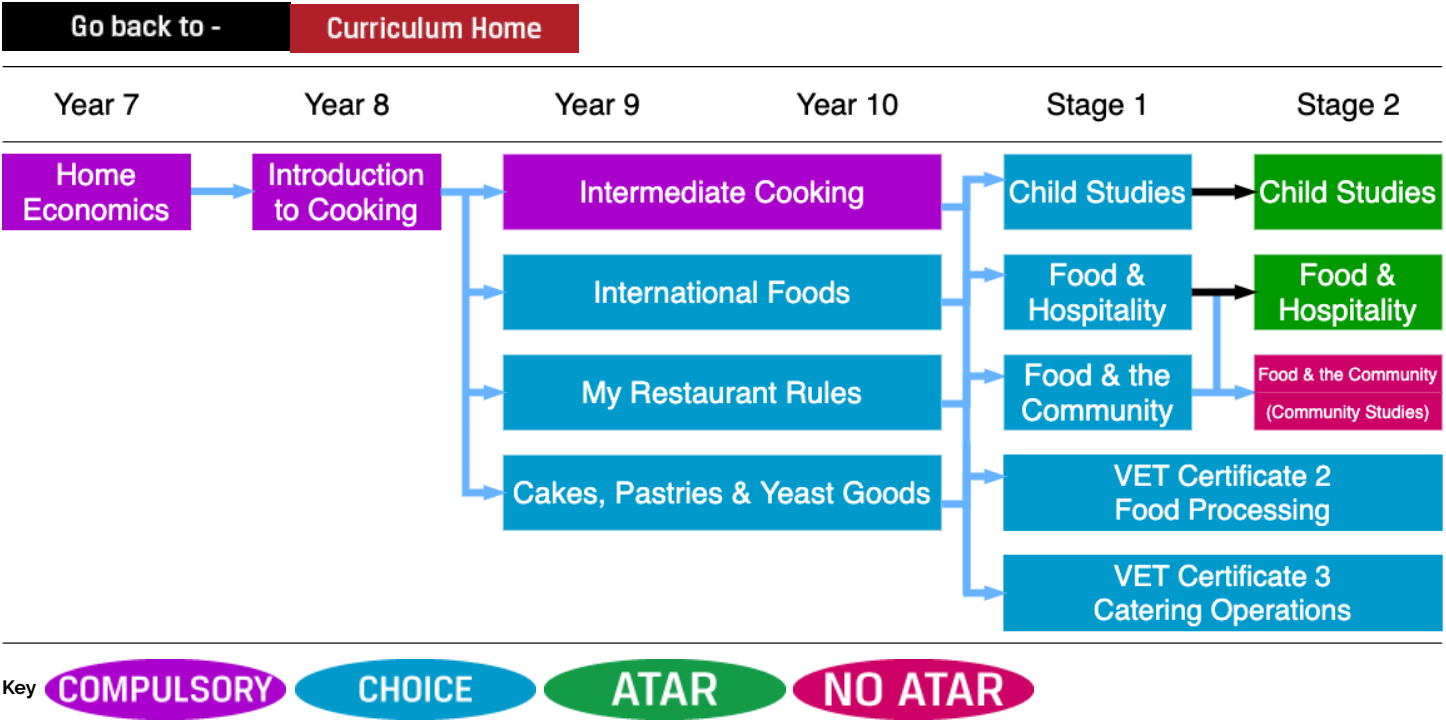 Go back to -
Curriculum Home
Year 7
Year 8
Year 9
Year 10
Stage 1
Stage 2
Home
Economics
Introduction
to Cooking
Intermediate Cooking
Child Studies
Child Studies
International Foods
Food &
Hospitality
Food &
Hospitality
My Restaurant Rules
Food & the
Community
Food & the Community
(Community Studies)
Cakes, Pastries & Yeast Goods
VET Certificate 2
Food Processing
VET Certificate 3
Catering Operations
Key
COMPULSORY
CHOICE
ATAR
NO ATAR